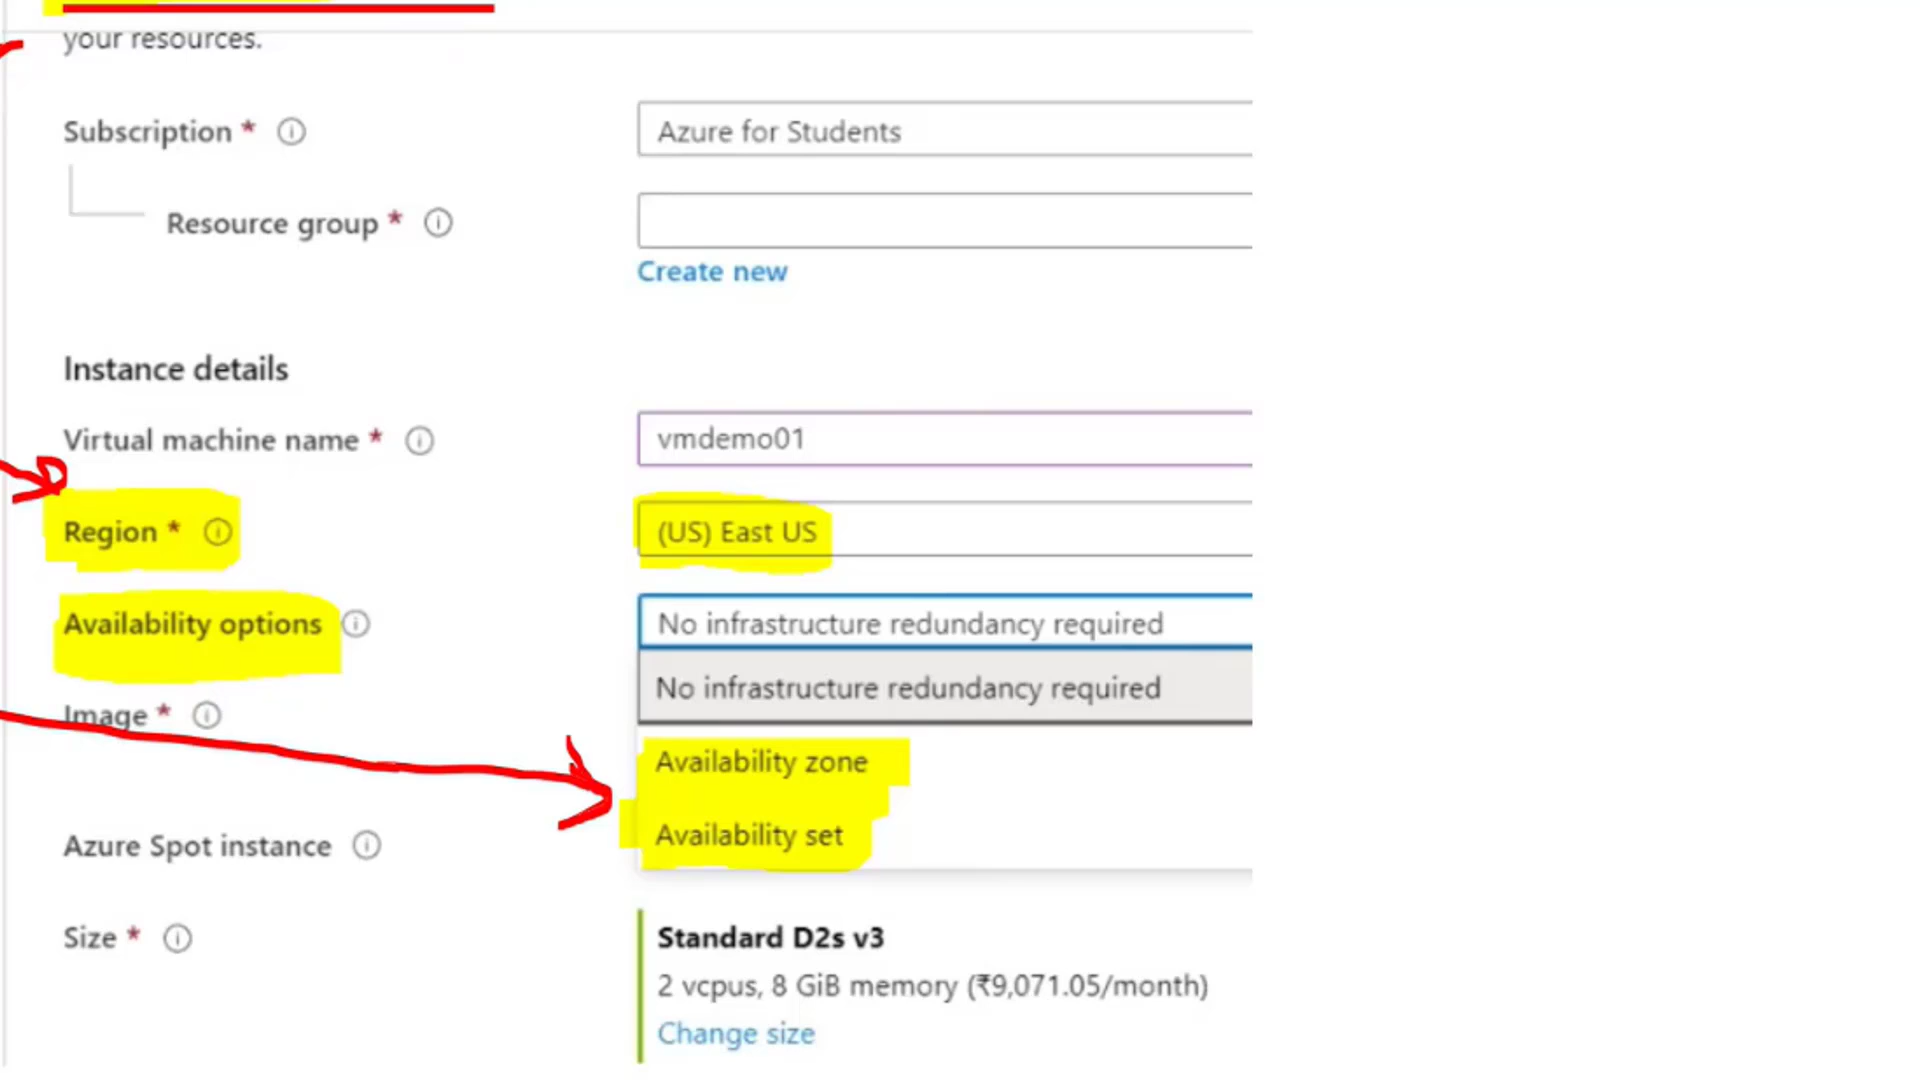 your resources.
Subscription * Azure for Students
Resource group *
Create new
Instance details
Virtual machine name * vmdemo01
Region * (US) East US
Availability options No infrastructure redundancy required
No infrastructure redundancy required
Image *
Availability zone
Availability set
Azure Spot instance
Size * Standard D2s v3
2 vcpus, 8 GiB memory (₹9,071.05/month)
Change size